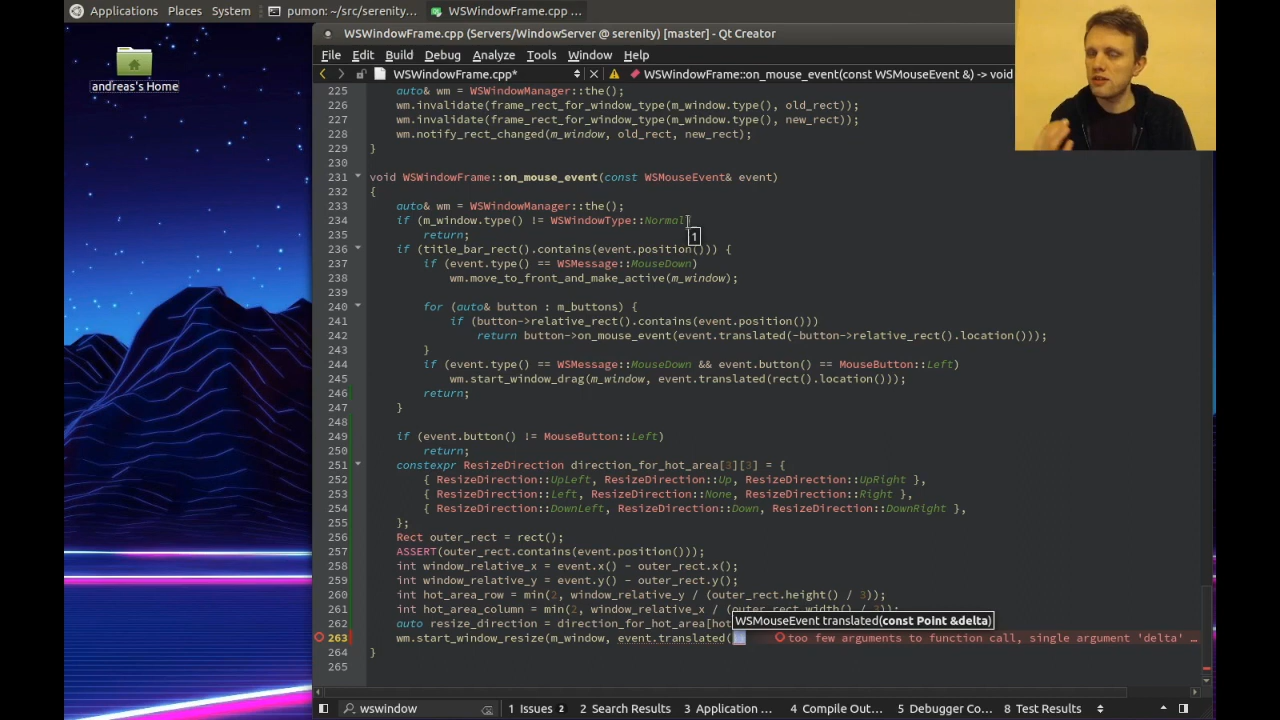 Applications Places System pumon: ~/src/serenity... WSWindowFrame.cpp ...
andreas's Home
WSWindowFrame.cpp (Servers/WindowServer @ serenity) [master] - Qt Creator
File Edit Build Debug Analyze Tools Window Help
WSWindowFrame.cpp* WSWindowFrame::on_mouse_event(const WSMouseEvent &) -> void
225 auto& wm = WSWindowManager::the();
226 wm.invalidate(frame_rect_for_window_type(m_window.type(), old_rect));
227 wm.invalidate(frame_rect_for_window_type(m_window.type(), new_rect));
228 wm.notify_rect_changed(m_window, old_rect, new_rect);
229 }
230
231 void WSWindowFrame::on_mouse_event(const WSMouseEvent& event)
232 {
233 auto& wm = WSWindowManager::the();
234 if (m_window.type() != WSWindowType::Normal)
1
235 return;
236 if (title_bar_rect().contains(event.position())) {
237 if (event.type() == WSMessage::MouseDown)
238 wm.move_to_front_and_make_active(m_window);
239
240 for (auto& button : m_buttons) {
241 if (button->relative_rect().contains(event.position()))
242 return button->on_mouse_event(event.translated(-button->relative_rect().location()));
243 }
244 if (event.type() == WSMessage::MouseDown && event.button() == MouseButton::Left)
245 wm.start_window_drag(m_window, event.translated(rect().location()));
246 return;
247 }
248
249 if (event.button() != MouseButton::Left)
250 return;
251 constexpr ResizeDirection direction_for_hot_area[3][3] = {
252 { ResizeDirection::UpLeft, ResizeDirection::Up, ResizeDirection::UpRight },
253 { ResizeDirection::Left, ResizeDirection::None, ResizeDirection::Right },
254 { ResizeDirection::DownLeft, ResizeDirection::Down, ResizeDirection::DownRight },
255 };
256 Rect outer_rect = rect();
257 ASSERT(outer_rect.contains(event.position()));
258 int window_relative_x = event.x() - outer_rect.x();
259 int window_relative_y = event.y() - outer_rect.y();
260 int hot_area_row = min(2, window_relative_y / (outer_rect.height() / 3));
261 int hot_area_column = min(2, window_relative_x / (outer_rect.width() / 3));
262 auto resize_direction = direction_for_hot_area[hot
WSMouseEvent translated(const Point &delta)
263 wm.start_window_resize(m_window, event.translated( too few arguments to function call, single argument 'delta' ...
264 }
265
wswindow 1 Issues 2 2 Search Results 3 Application ... 4 Compile Out... 5 Debugger Co... 8 Test Results